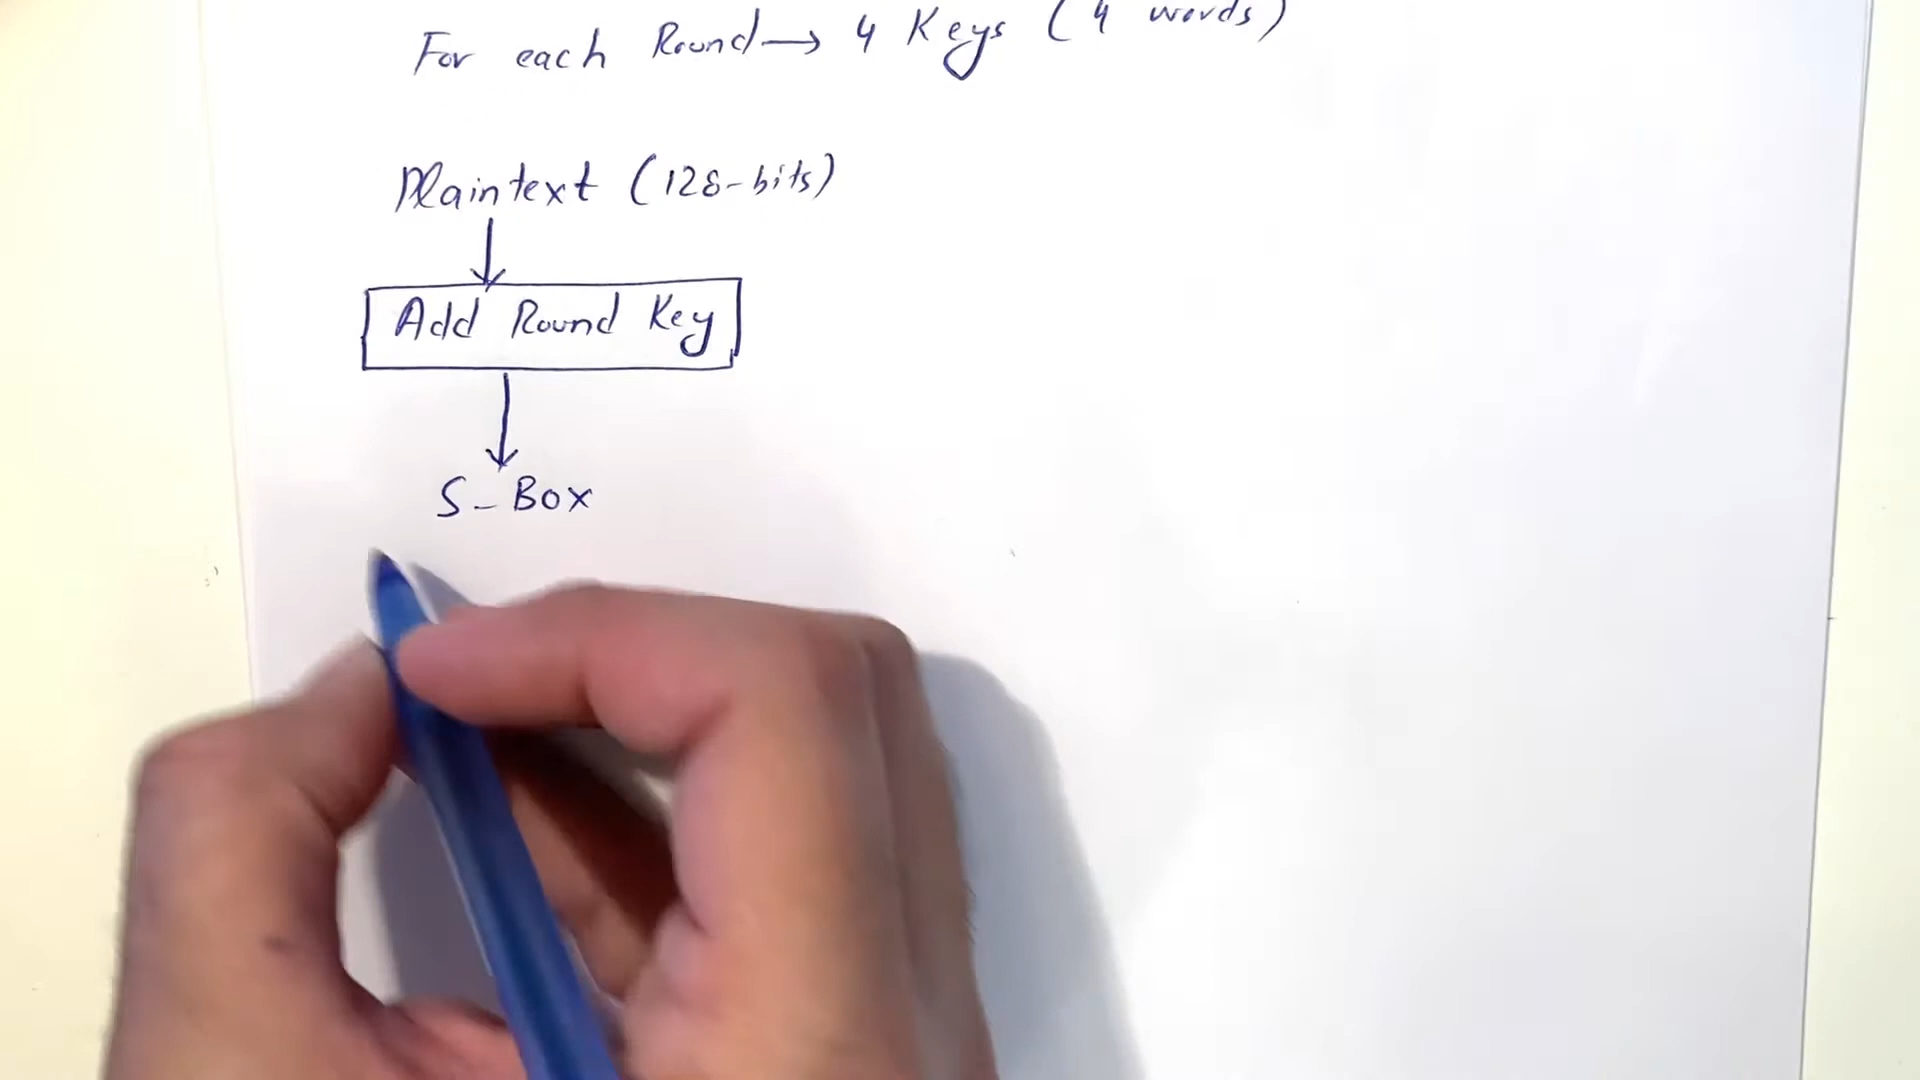 For each Round → 4 Keys (4 words)
Plaintext (128-bits)
Add Round Key
S-Box